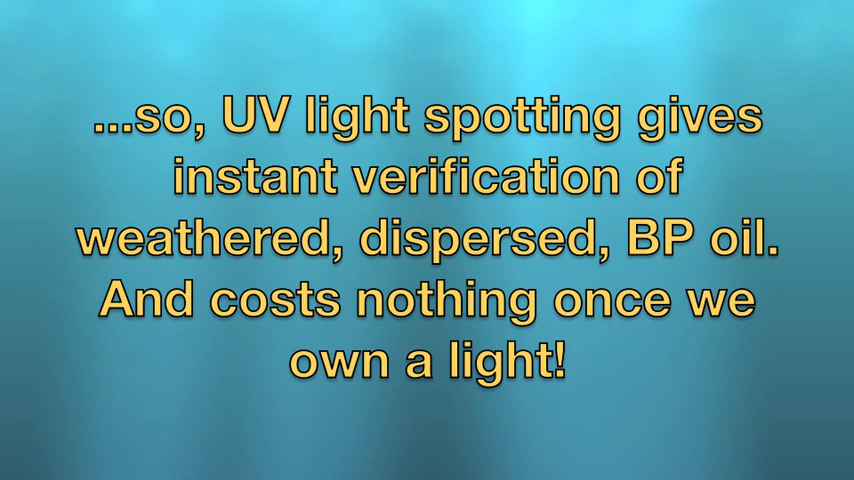 ...so, UV light spotting gives
instant verification of
weathered, dispersed, BP oil.
And costs nothing once we
own a light!